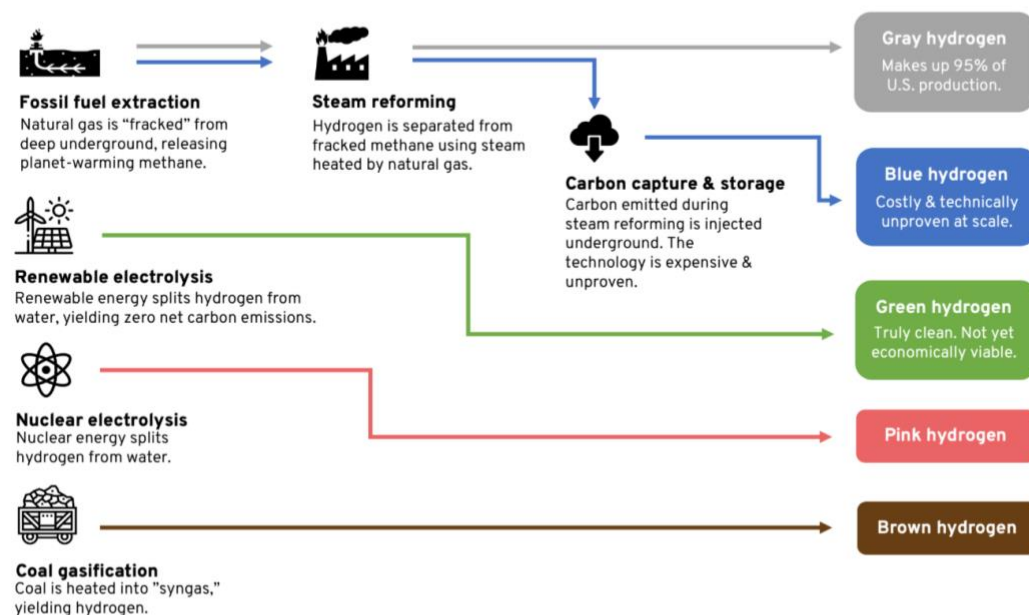 Fossil fuel extraction
Natural gas is “fracked” from
deep underground, releasing
planet-warming methane.
Steam reforming
Hydrogen is separated from
fracked methane using steam
heated by natural gas.
Carbon capture & storage
Carbon emitted during
steam reforming is injected
underground. The
technology is expensive &
unproven.
Gray hydrogen
Makes up 95% of
U.S. production.
Blue hydrogen
Costly & technically
unproven at scale.
Renewable electrolysis
Renewable energy splits hydrogen from
water, yielding zero net carbon emissions.
Green hydrogen
Truly clean. Not yet
economically viable.
Nuclear electrolysis
Nuclear energy splits
hydrogen from water.
Pink hydrogen
Coal gasification
Coal is heated into ”syngas,”
yielding hydrogen.
Brown hydrogen